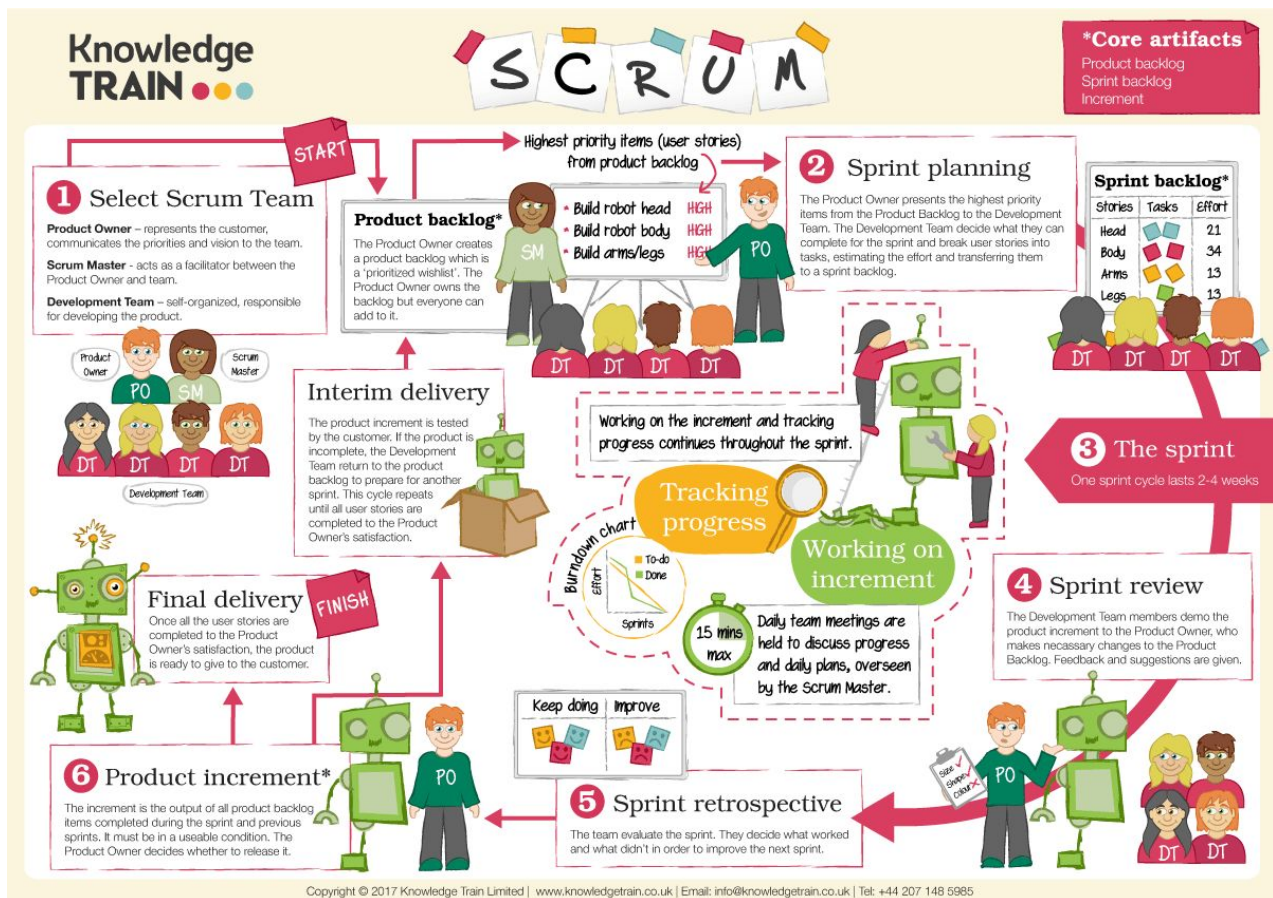 Knowledge
TRAIN
SCRUM
*Core artifacts
Product backlog
Sprint backlog
Increment
START
1 Select Scrum Team
Product Owner – represents the customer,
communicates the priorities and vision to the team.
Scrum Master - acts as a facilitator between the
Product Owner and team.
Development Team – self-organized, responsible
for developing the product.
Product
Owner
Scrum
Master
PO
SM
DT
DT
DT
DT
Development Team
Product backlog*
The Product Owner creates
a product backlog which is
a 'prioritized wishlist'. The
Product Owner owns the
backlog but everyone can
add to it.
Highest priority items (user stories)
from product backlog
* Build robot head HIGH
* Build robot body HIGH
* Build arms/legs HIGH
SM
PO
DT
DT
DT
DT
2 Sprint planning
The Product Owner presents the highest priority
items from the Product Backlog to the Development
Team. The Development Team decide what they can
complete for the sprint and break user stories into
tasks, estimating the effort and transferring them
to a sprint backlog.
Sprint backlog*
Stories Tasks Effort
Head 21
Body 34
Arms 13
Legs 13
DT
DT
DT
DT
3 The sprint
One sprint cycle lasts 2-4 weeks
Working on the increment and tracking
progress continues throughout the sprint.
Tracking
progress
Working on
increment
Burndown chart
To-do
Done
Effort
Sprints
15 mins
max
Daily team meetings are
held to discuss progress
and daily plans, overseen
by the Scrum Master.
4 Sprint review
The Development Team members demo the
product increment to the Product Owner, who
makes necassary changes to the Product
Backlog. Feedback and suggestions are given.
Size
Shape
Colour
PO
DT
DT
5 Sprint retrospective
The team evaluate the sprint. They decide what worked
and what didn't in order to improve the next sprint.
Keep doing Improve
PO
6 Product increment*
The increment is the output of all product backlog
items completed during the sprint and previous
sprints. It must be in a useable condition. The
Product Owner decides whether to release it.
Interim delivery
The product increment is tested
by the customer. If the product is
incomplete, the Development
Team return to the product
backlog to prepare for another
sprint. This cycle repeats
until all user stories are
completed to the Product
Owner's satisfaction.
Final delivery
Once all the user stories are
completed to the Product
Owner's satisfaction, the product
is ready to give to the customer.
FINISH
Copyright © 2017 Knowledge Train Limited | www.knowledgetrain.co.uk | Email: info@knowledgetrain.co.uk | Tel: +44 207 148 5985